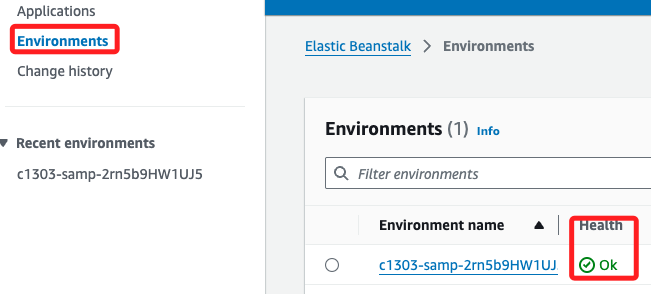 Applications
Environments
Change history
Recent environments
c1303-samp-2rn5b9HW1UJ5
Elastic Beanstalk > Environments
Environments (1) Info
Filter environments
Environment name Health
c1303-samp-2rn5b9HW1UJ. Ok